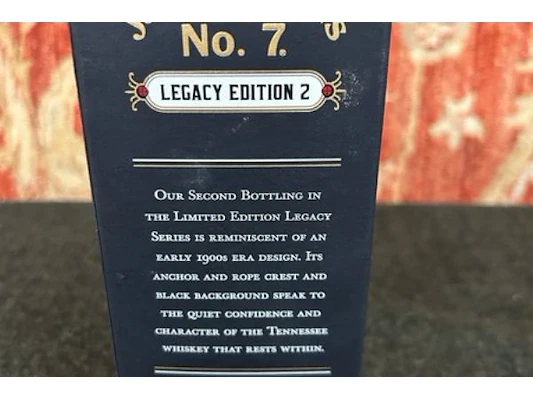 No. 7.
LEGACY EDITION 2
OUR SECOND BOTTLING IN
THE LIMITED EDITION LEGACY
SERIES IS REMINISCENT OF AN
EARLY 1900s ERA DESIGN. ITS
ANCHOR AND ROPE CREST AND
BLACK BACKGROUND SPEAK TO
THE QUIET CONFIDENCE AND
CHARACTER OF THE TENNESSEE
WHISKEY THAT RESTS WITHIN.